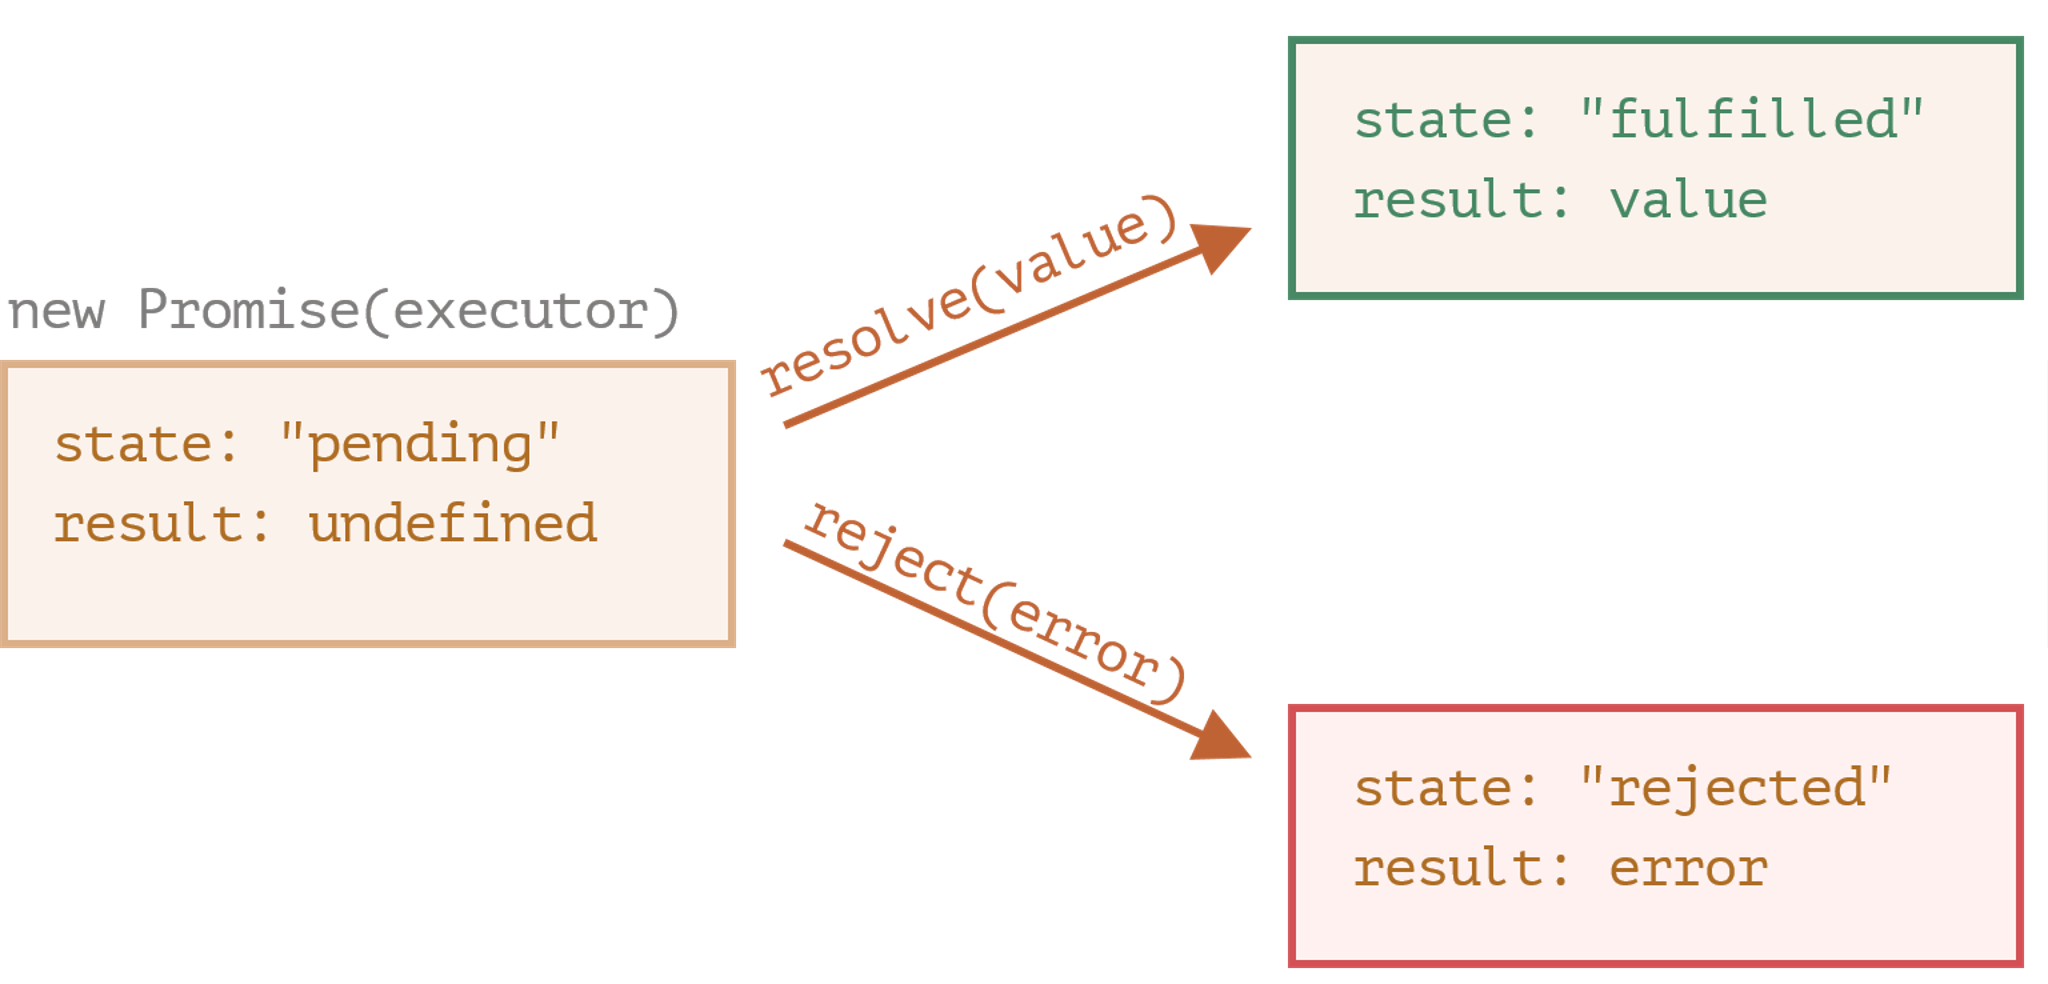 new Promise(executor)
state: "pending"
result: undefined
resolve(value)
reject(error)
state: "fulfilled"
result: value
state: "rejected"
result: error